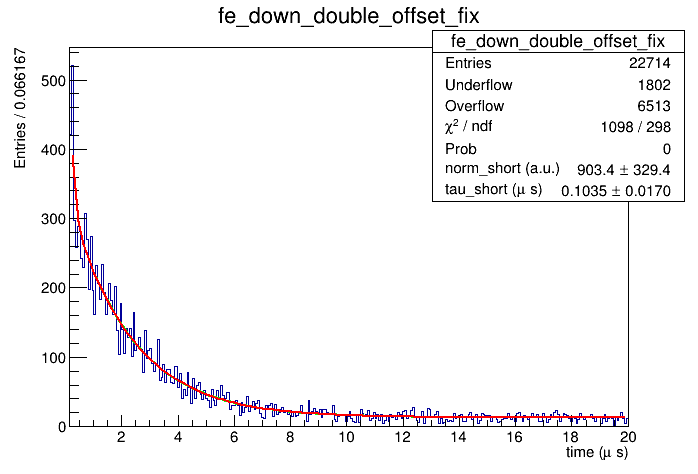 fe_down_double_offset_fix
fe_down_double_offset_fix
Entries 22714
Underflow 1802
Overflow 6513
χ² / ndf 1098 / 298
Prob 0
norm_short (a.u.) 903.4 ± 329.4
tau_short (μ s) 0.1035 ± 0.0170
Entries / 0.066167
500
400
300
200
100
0
2 4 6 8 10 12 14 16 18 20
time (μ s)